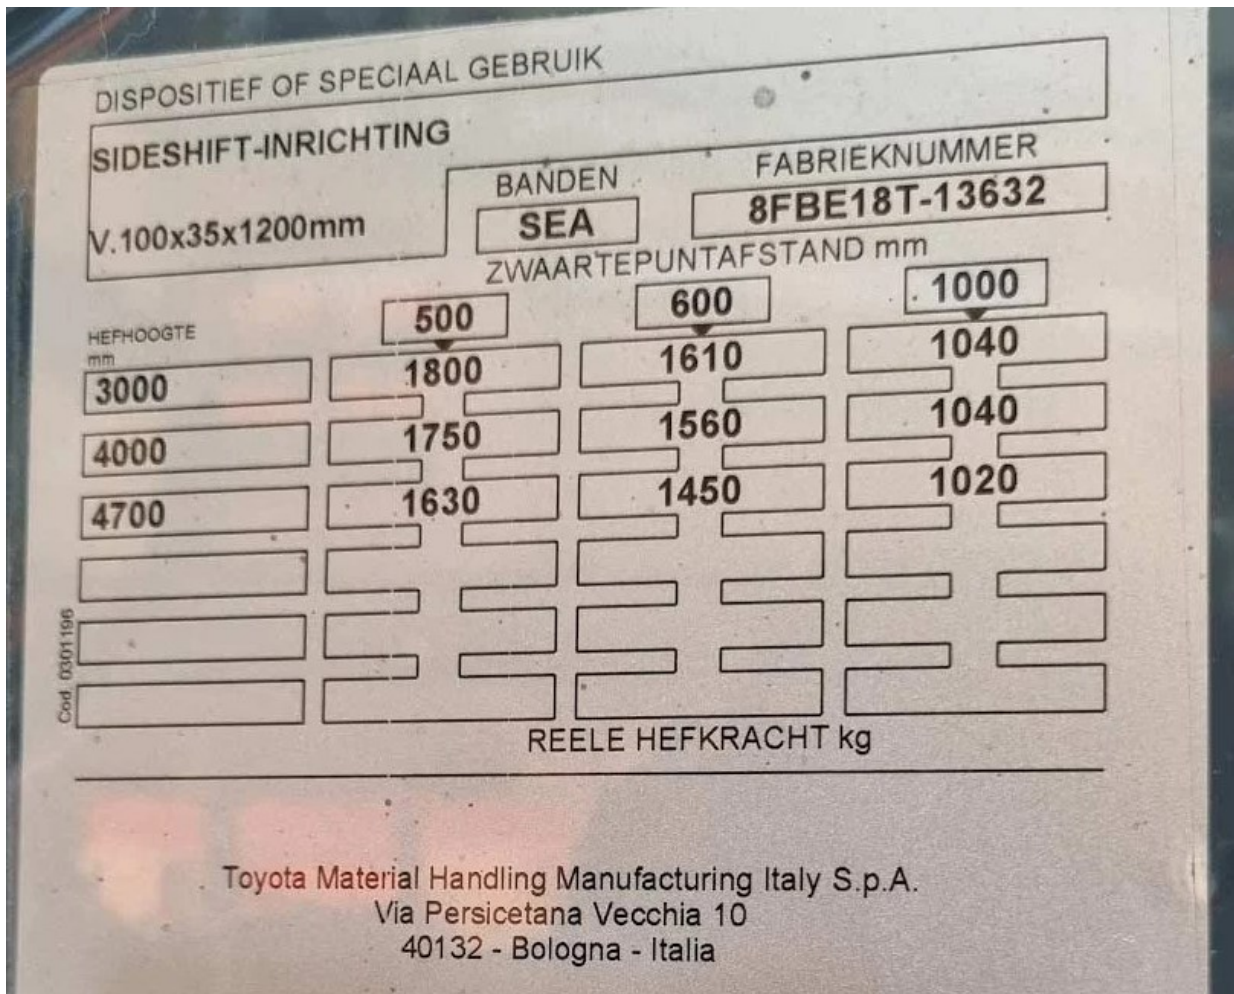 DISPOSITIEF OF SPECIAAL GEBRUIK
SIDESHIFT-INRICHTING
V.100x35x1200mm
BANDEN
SEA
FABRIEKNUMMER
8FBE18T-13632
ZWAARTEPUNTAFSTAND mm
HEFHOOGTE
mm
500 600 1000
3000 1800 1610 1040
4000 1750 1560 1040
4700 1630 1450 1020
Cod. 0301196
REELE HEFKRACHT kg
Toyota Material Handling Manufacturing Italy S.p.A.
Via Persicetana Vecchia 10
40132 - Bologna - Italia